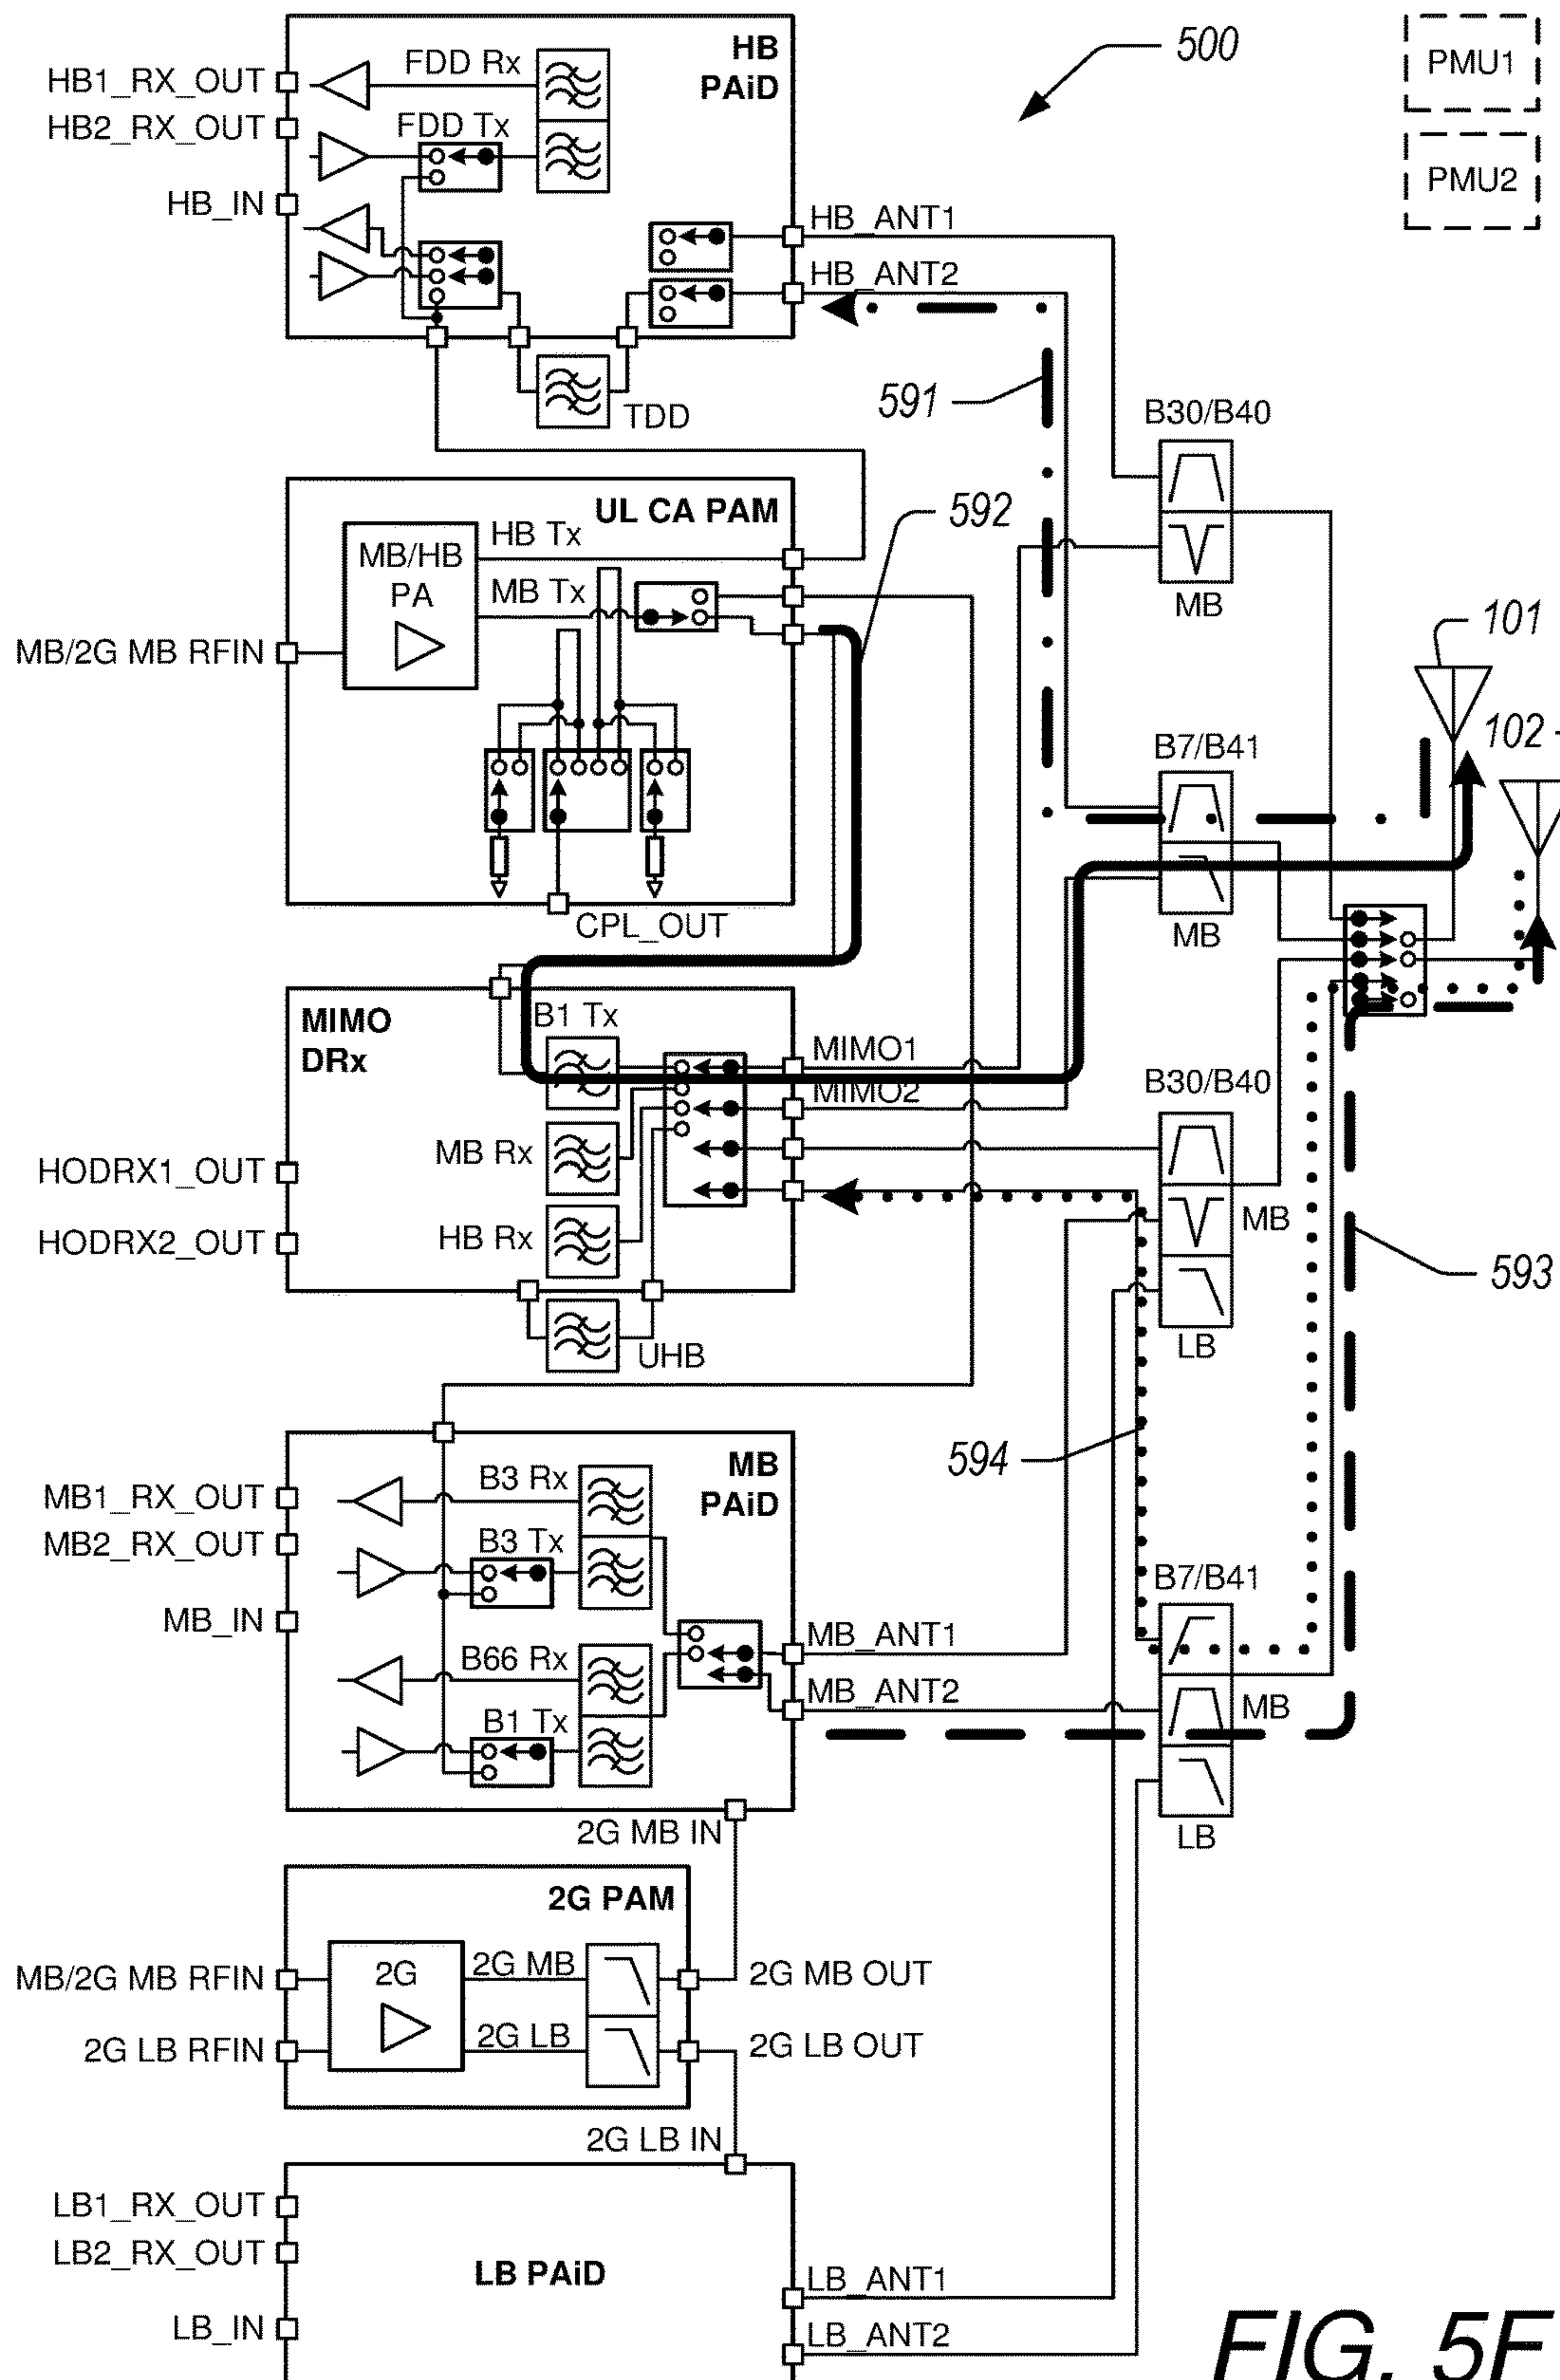 500
PMU1
PMU2
HB
PAiD
HB1_RX_OUT
FDD Rx
HB2_RX_OUT
FDD Tx
HB_IN
HB_ANT1
HB_ANT2
TDD
591
B30/B40
MB
UL CA PAM
592
HB Tx
MB/HB
PA
MB Tx
MB/2G MB RFIN
CPL_OUT
101
102
B7/B41
MB
MIMO
DRx
B1 Tx
MIMO1
MIMO2
MB Rx
HB Rx
HODRX1_OUT
HODRX2_OUT
UHB
B30/B40
MB
LB
593
594
MB
PAiD
MB1_RX_OUT
B3 Rx
MB2_RX_OUT
B3 Tx
MB_IN
B66 Rx
B1 Tx
MB_ANT1
MB_ANT2
B7/B41
MB
LB
2G MB IN
2G PAM
MB/2G MB RFIN
2G
2G MB
2G MB OUT
2G LB RFIN
2G LB
2G LB OUT
2G LB IN
LB1_RX_OUT
LB2_RX_OUT
LB PAiD
LB_IN
LB_ANT1
LB_ANT2
FIG. 5F